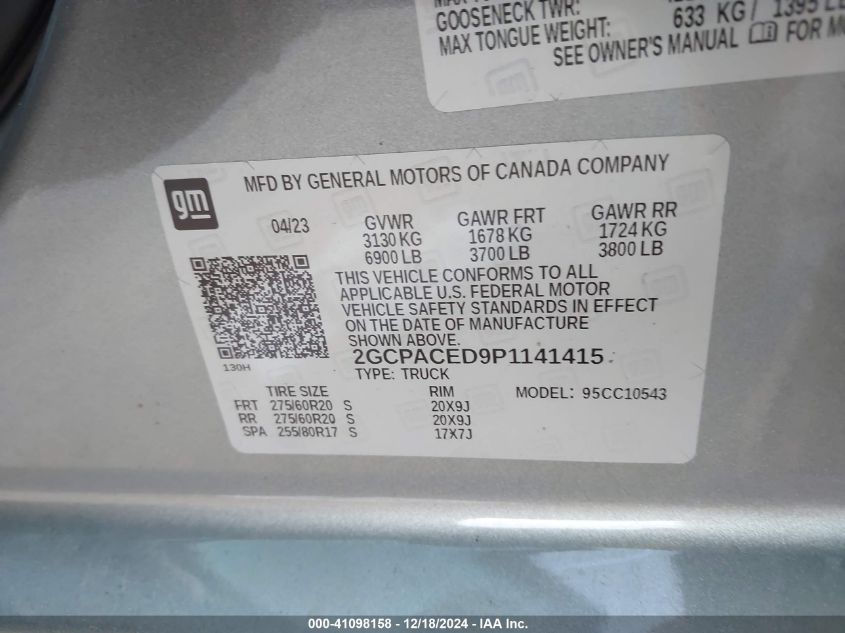 GOOSENECK TWR:
MAX TONGUE WEIGHT: 633 KG/ 1395 LB
SEE OWNER'S MANUAL FOR
gm
MFD BY GENERAL MOTORS OF CANADA COMPANY
04/23 GVWR GAWR FRT GAWR RR
3130 KG 1678 KG 1724 KG
6900 LB 3700 LB 3800 LB
THIS VEHICLE CONFORMS TO ALL
APPLICABLE U.S. FEDERAL MOTOR
VEHICLE SAFETY STANDARDS IN EFFECT
ON THE DATE OF MANUFACTURE
SHOWN ABOVE.
2GCPACED9P1141415
130H
TYPE: TRUCK
TIRE SIZE RIM MODEL: 95CC10543
FRT 275/60R20 S 20X9J
RR 275/60R20 S 20X9J
SPA 255/80R17 S 17X7J
000-41098158 - 12/18/2024 - IAA Inc.